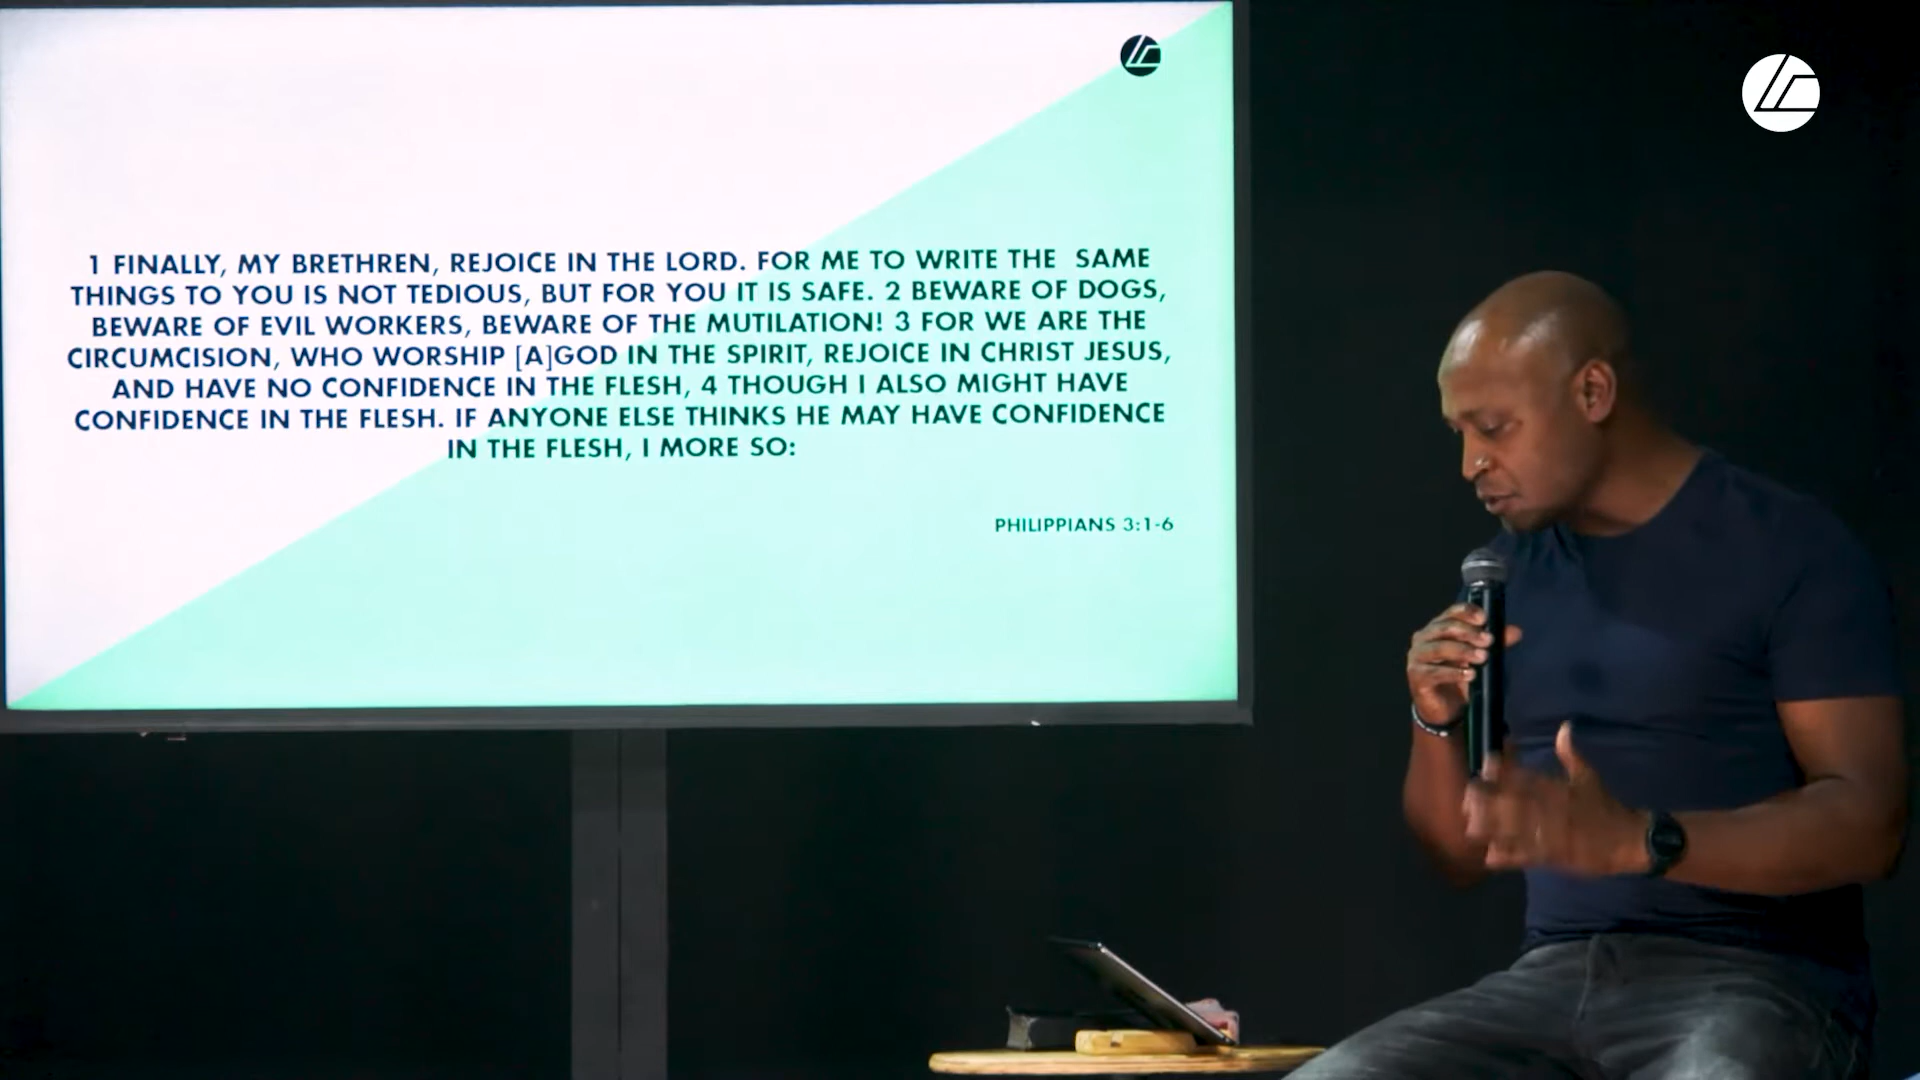 1 FINALLY, MY BRETHREN, REJOICE IN THE LORD. FOR ME TO WRITE THE SAME
THINGS TO YOU IS NOT TEDIOUS, BUT FOR YOU IT IS SAFE. 2 BEWARE OF DOGS,
BEWARE OF EVIL WORKERS, BEWARE OF THE MUTILATION! 3 FOR WE ARE THE
CIRCUMCISION, WHO WORSHIP [A]GOD IN THE SPIRIT, REJOICE IN CHRIST JESUS,
AND HAVE NO CONFIDENCE IN THE FLESH, 4 THOUGH I ALSO MIGHT HAVE
CONFIDENCE IN THE FLESH. IF ANYONE ELSE THINKS HE MAY HAVE CONFIDENCE
IN THE FLESH, I MORE SO:
PHILIPPIANS 3:1-6